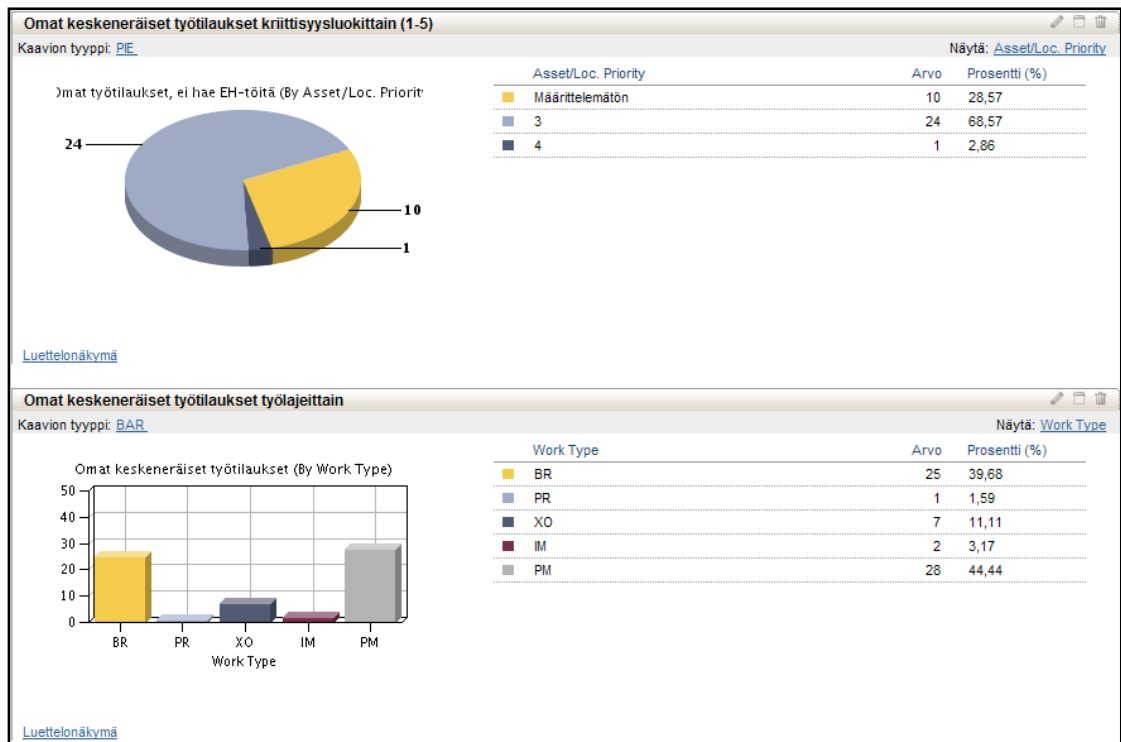 Omat keskeneräiset työtilaukset kriittisyysluokittain (1-5)
Kaavion tyyppi: PIE
Näytä: Asset/Loc. Priority
Omat työtilaukset, ei hae EH-töitä (By Asset/Loc. Priorit
24
10
1
Asset/Loc. Priority Arvo Prosentti (%)
Määrittelemätön 10 28,57
3 24 68,57
4 1 2,86
Luettelonäkymä
Omat keskeneräiset työtilaukset työlajeittain
Kaavion tyyppi: BAR
Näytä: Work Type
Omat keskeneräiset työtilaukset (By Work Type)
50
40
30
20
10
0
BR PR XO IM PM
Work Type
Work Type Arvo Prosentti (%)
BR 25 39,68
PR 1 1,59
XO 7 11,11
IM 2 3,17
PM 28 44,44
Luettelonäkymä